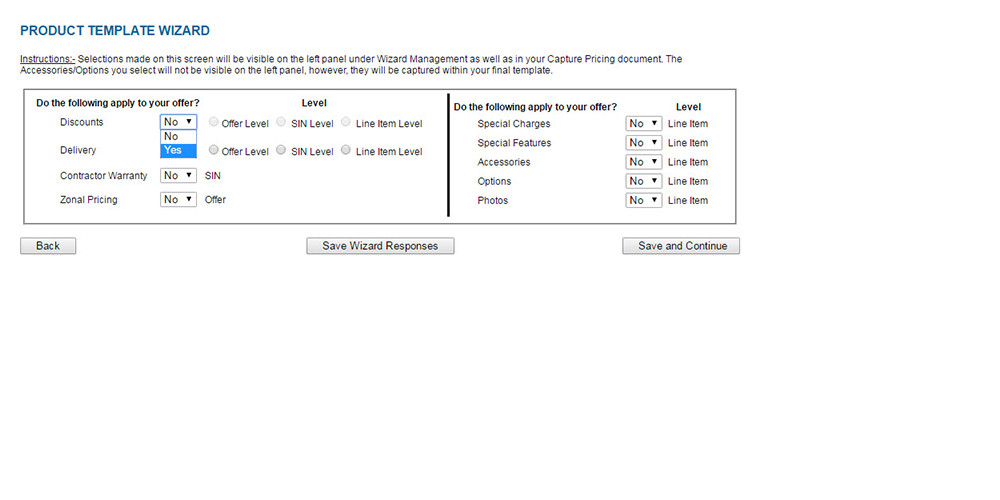 PRODUCT TEMPLATE WIZARD
Instructions:- Selections made on this screen will be visible on the left panel under Wizard Management as well as in your Capture Pricing document. The
Accessories/Options you select will not be visible on the left panel, however, they will be captured within your final template.
Do the following apply to your offer? Level
Discounts No Offer Level SIN Level Line Item Level
No
Yes
Delivery Offer Level SIN Level Line Item Level
Contractor Warranty No SIN
Zonal Pricing No Offer
Do the following apply to your offer? Level
Special Charges No Line Item
Special Features No Line Item
Accessories No Line Item
Options No Line Item
Photos No Line Item
Back Save Wizard Responses Save and Continue